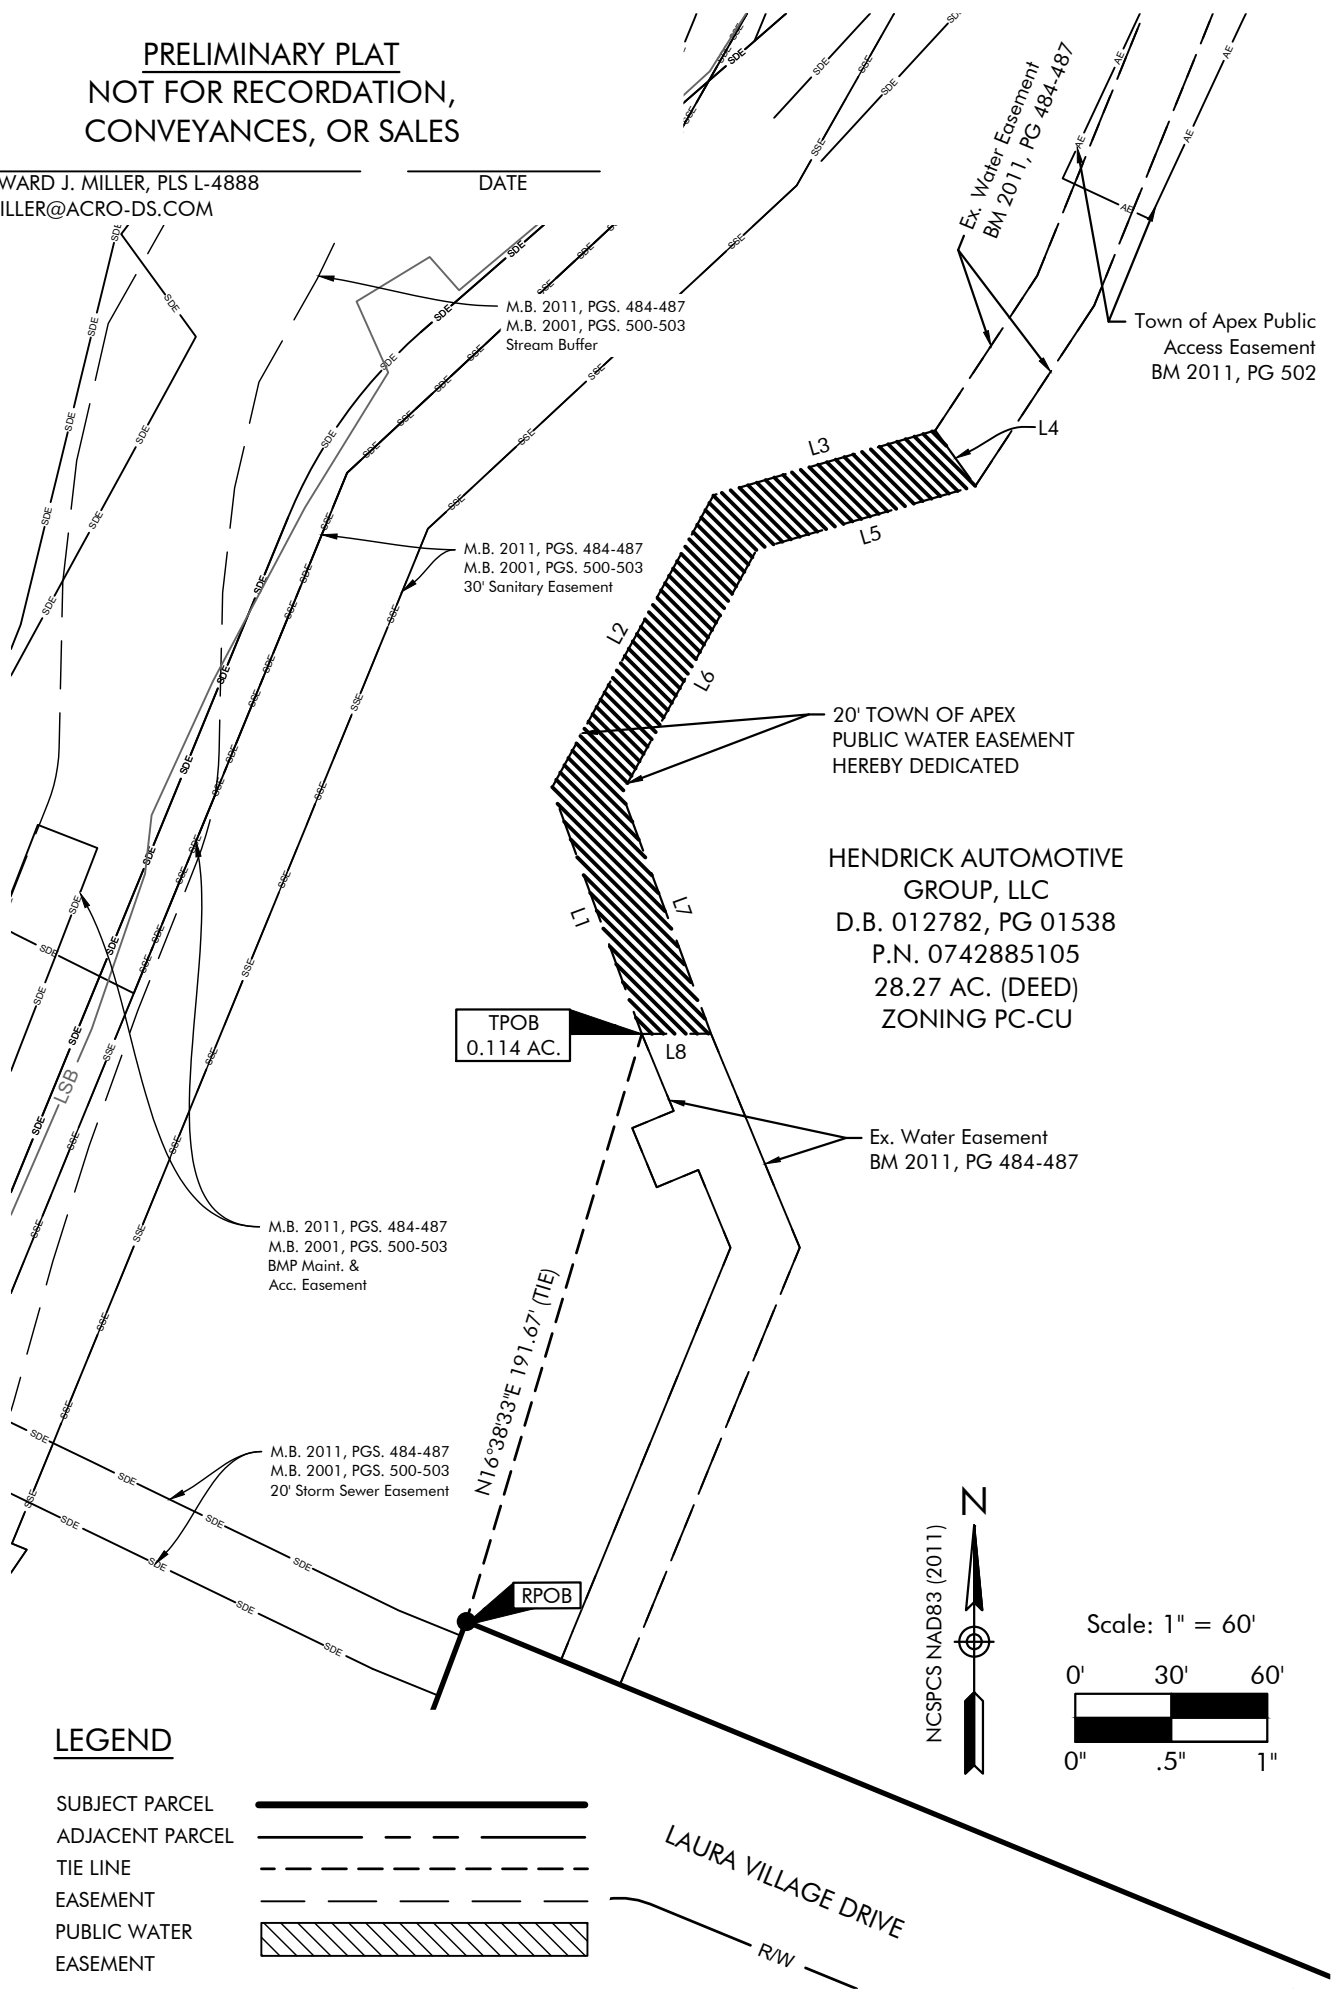 PRELIMINARY PLAT
NOT FOR RECORDATION,
CONVEYANCES, OR SALES
WARD J. MILLER, PLS L-4888
DATE
ILLER@ACRO-DS.COM
Ex. Water Easement
BM 2011, PG 484-487
M.B. 2011, PGS. 484-487
M.B. 2001, PGS. 500-503
Stream Buffer
Town of Apex Public
Access Easement
BM 2011, PG 502
L3
L4
L5
M.B. 2011, PGS. 484-487
M.B. 2001, PGS. 500-503
30' Sanitary Easement
L2
L6
20' TOWN OF APEX
PUBLIC WATER EASEMENT
HEREBY DEDICATED
HENDRICK AUTOMOTIVE
GROUP, LLC
D.B. 012782, PG 01538
P.N. 0742885105
28.27 AC. (DEED)
ZONING PC-CU
L1
L7
TPOB
0.114 AC.
L8
LSB
Ex. Water Easement
BM 2011, PG 484-487
M.B. 2011, PGS. 484-487
M.B. 2001, PGS. 500-503
BMP Maint. &
Acc. Easement
N16°38'33"E 191.67' (TIE)
M.B. 2011, PGS. 484-487
M.B. 2001, PGS. 500-503
20' Storm Sewer Easement
RPOB
N
NCSPCS NAD83 (2011)
Scale: 1" = 60'
0' 30' 60'
0" .5" 1"
LEGEND
SUBJECT PARCEL
ADJACENT PARCEL
TIE LINE
EASEMENT
PUBLIC WATER
EASEMENT
LAURA VILLAGE DRIVE
R/W
SDE
SSE
AE